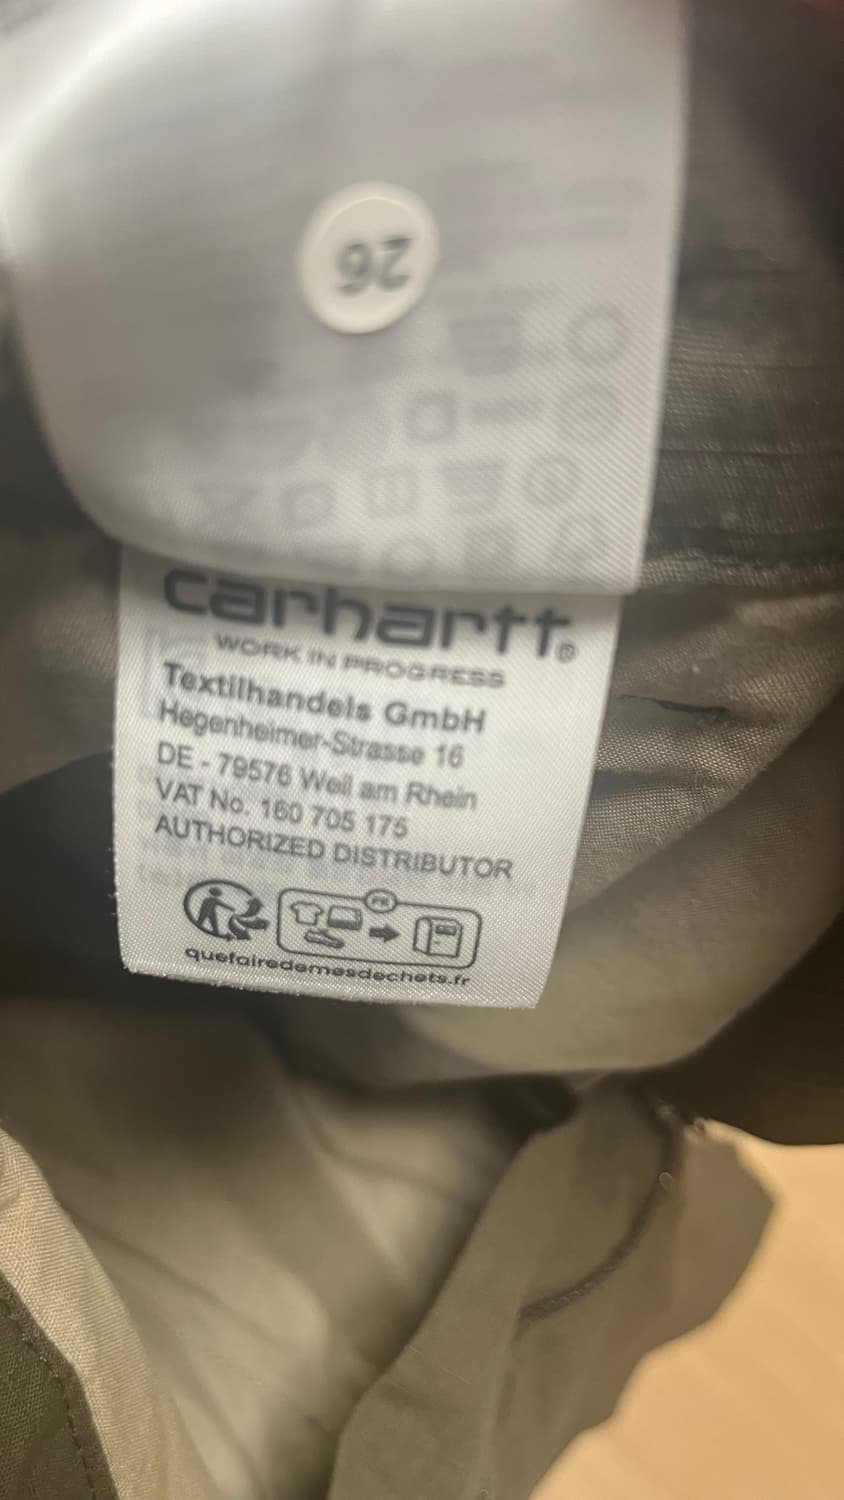 26
carhartt®
WORK IN PROGRESS
Textilhandels GmbH
Hegenheimer-Strasse 16
DE - 79576 Weil am Rhein
VAT No. 160 705 175
AUTHORIZED DISTRIBUTOR
FR
quefairedemesdechets.fr